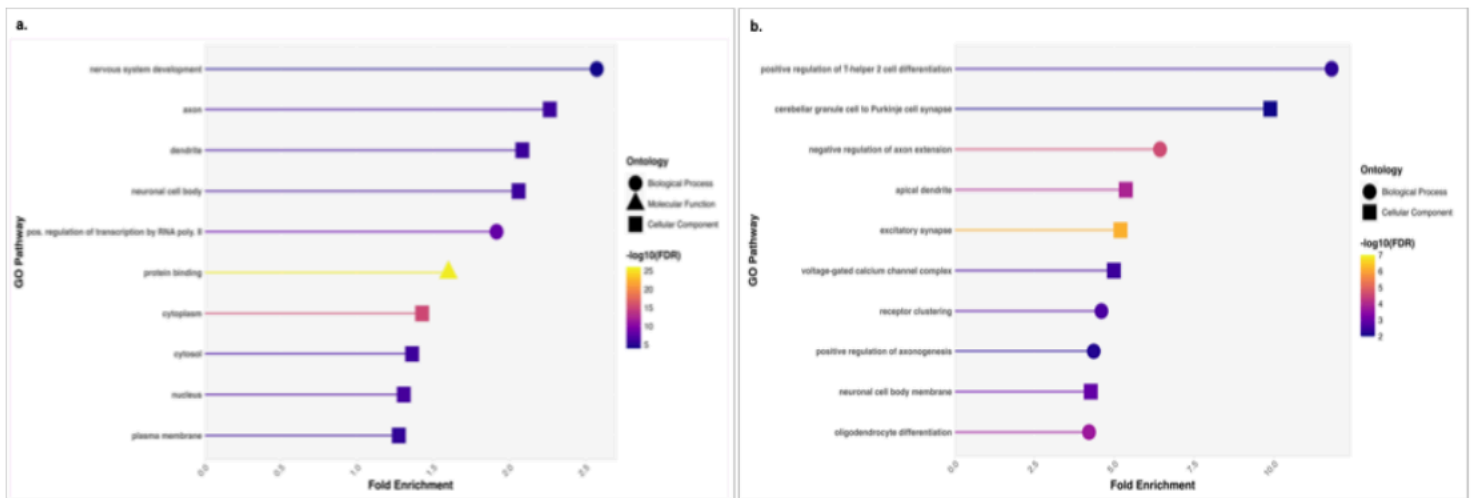 a.
nervous system development
axon
dendrite
neuronal cell body
pos. regulation of transcription by RNA poly. II
protein binding
cytoplasm
cytosol
nucleus
plasma membrane
GO Pathway
0.0
0.5
1.0
1.5
2.0
2.5
Fold Enrichment
Ontology
Biological Process
Molecular Function
Cellular Component
-log10(FDR)
25
20
15
10
5
b.
positive regulation of T-helper 2 cell differentiation
cerebellar granule cell to Purkinje cell synapse
negative regulation of axon extension
apical dendrite
excitatory synapse
voltage-gated calcium channel complex
receptor clustering
positive regulation of axonogenesis
neuronal cell body membrane
oligodendrocyte differentiation
GO Pathway
0.0
2.5
5.0
7.5
10.0
Fold Enrichment
Ontology
Biological Process
Cellular Component
-log10(FDR)
7
6
5
4
3
2